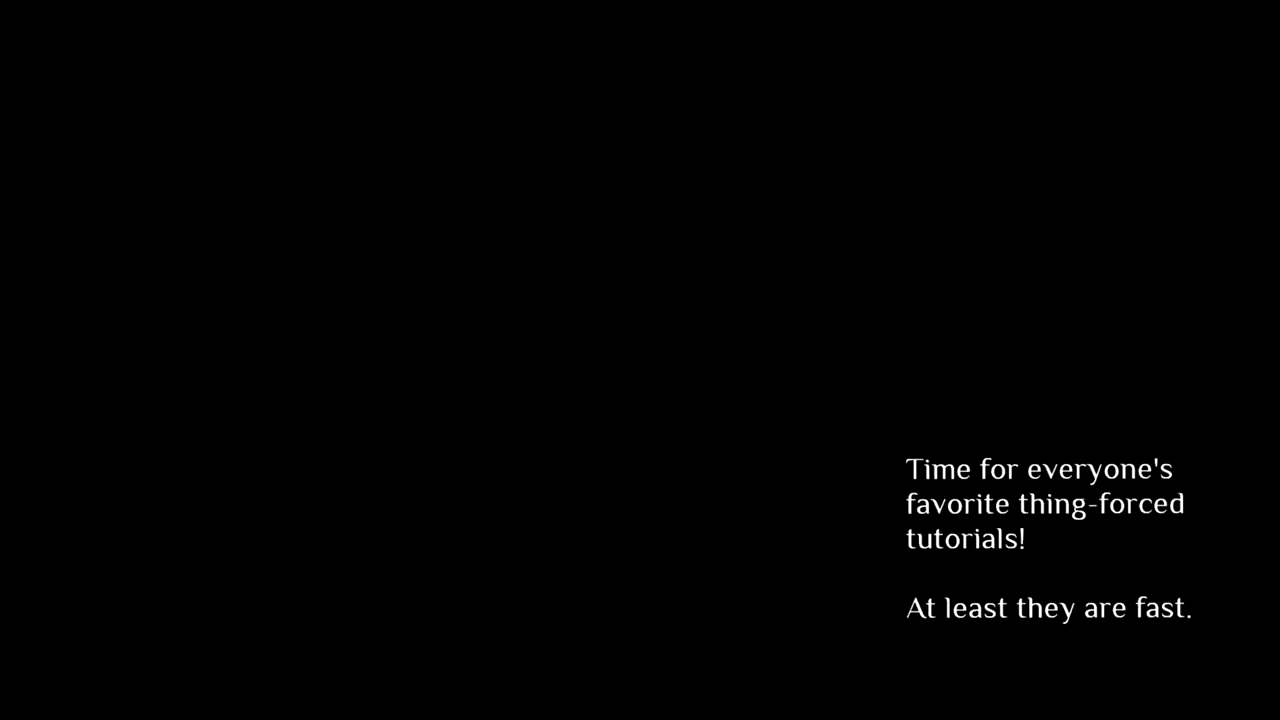 Time for everyone's
favorite thing-forced
tutorials!
At least they are fast.